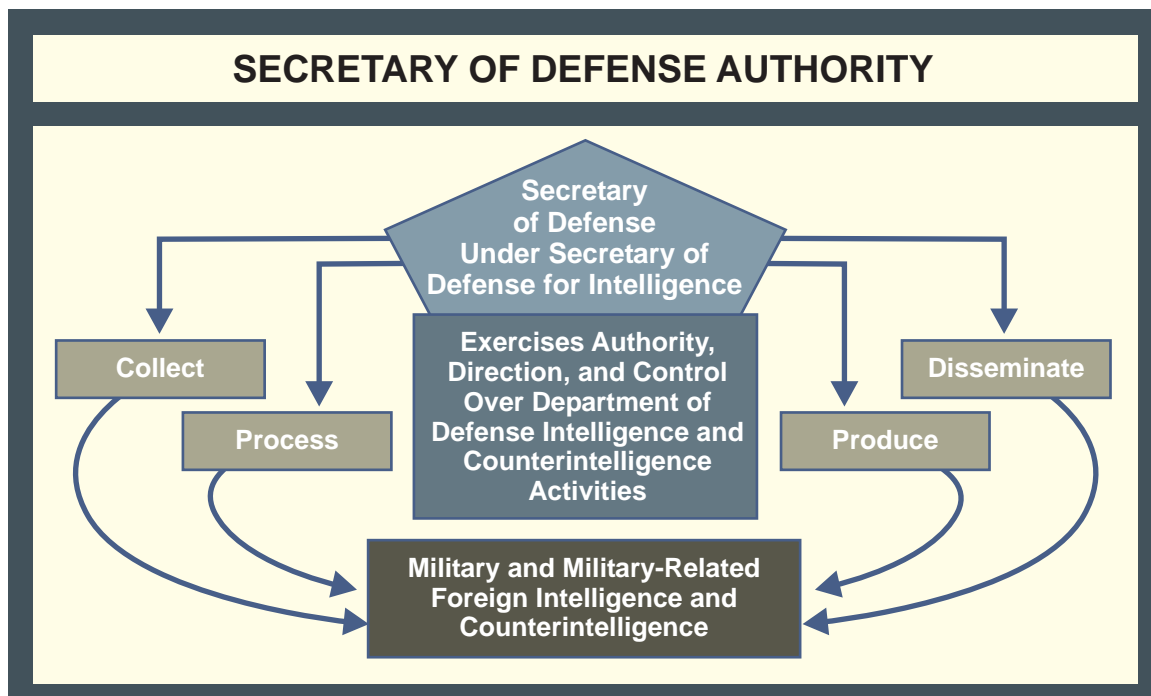 SECRETARY OF DEFENSE AUTHORITY
Secretary
of Defense
Under Secretary of
Defense for Intelligence
Exercises Authority,
Direction, and Control
Over Department of
Defense Intelligence and
Counterintelligence
Activities
Collect
Process
Produce
Disseminate
Military and Military-Related
Foreign Intelligence and
Counterintelligence